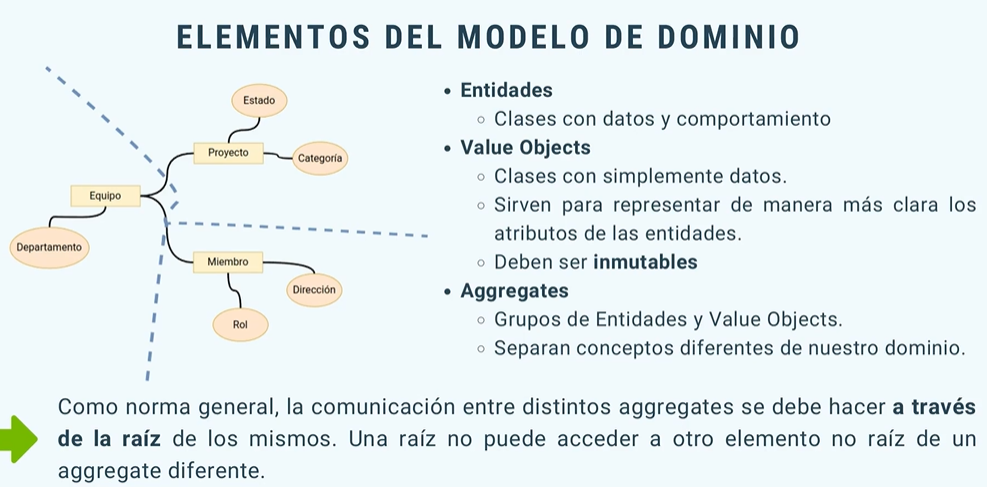 ELEMENTOS DEL MODELO DE DOMINIO
Estado
Proyecto
Categoría
Equipo
Departamento
Miembro
Dirección
Rol
• Entidades
◦ Clases con datos y comportamiento
• Value Objects
◦ Clases con simplemente datos.
◦ Sirven para representar de manera más clara los
atributos de las entidades.
◦ Deben ser inmutables
• Aggregates
◦ Grupos de Entidades y Value Objects.
◦ Separan conceptos diferentes de nuestro dominio.
Como norma general, la comunicación entre distintos aggregates se debe hacer a través
de la raíz de los mismos. Una raíz no puede acceder a otro elemento no raíz de un
aggregate diferente.